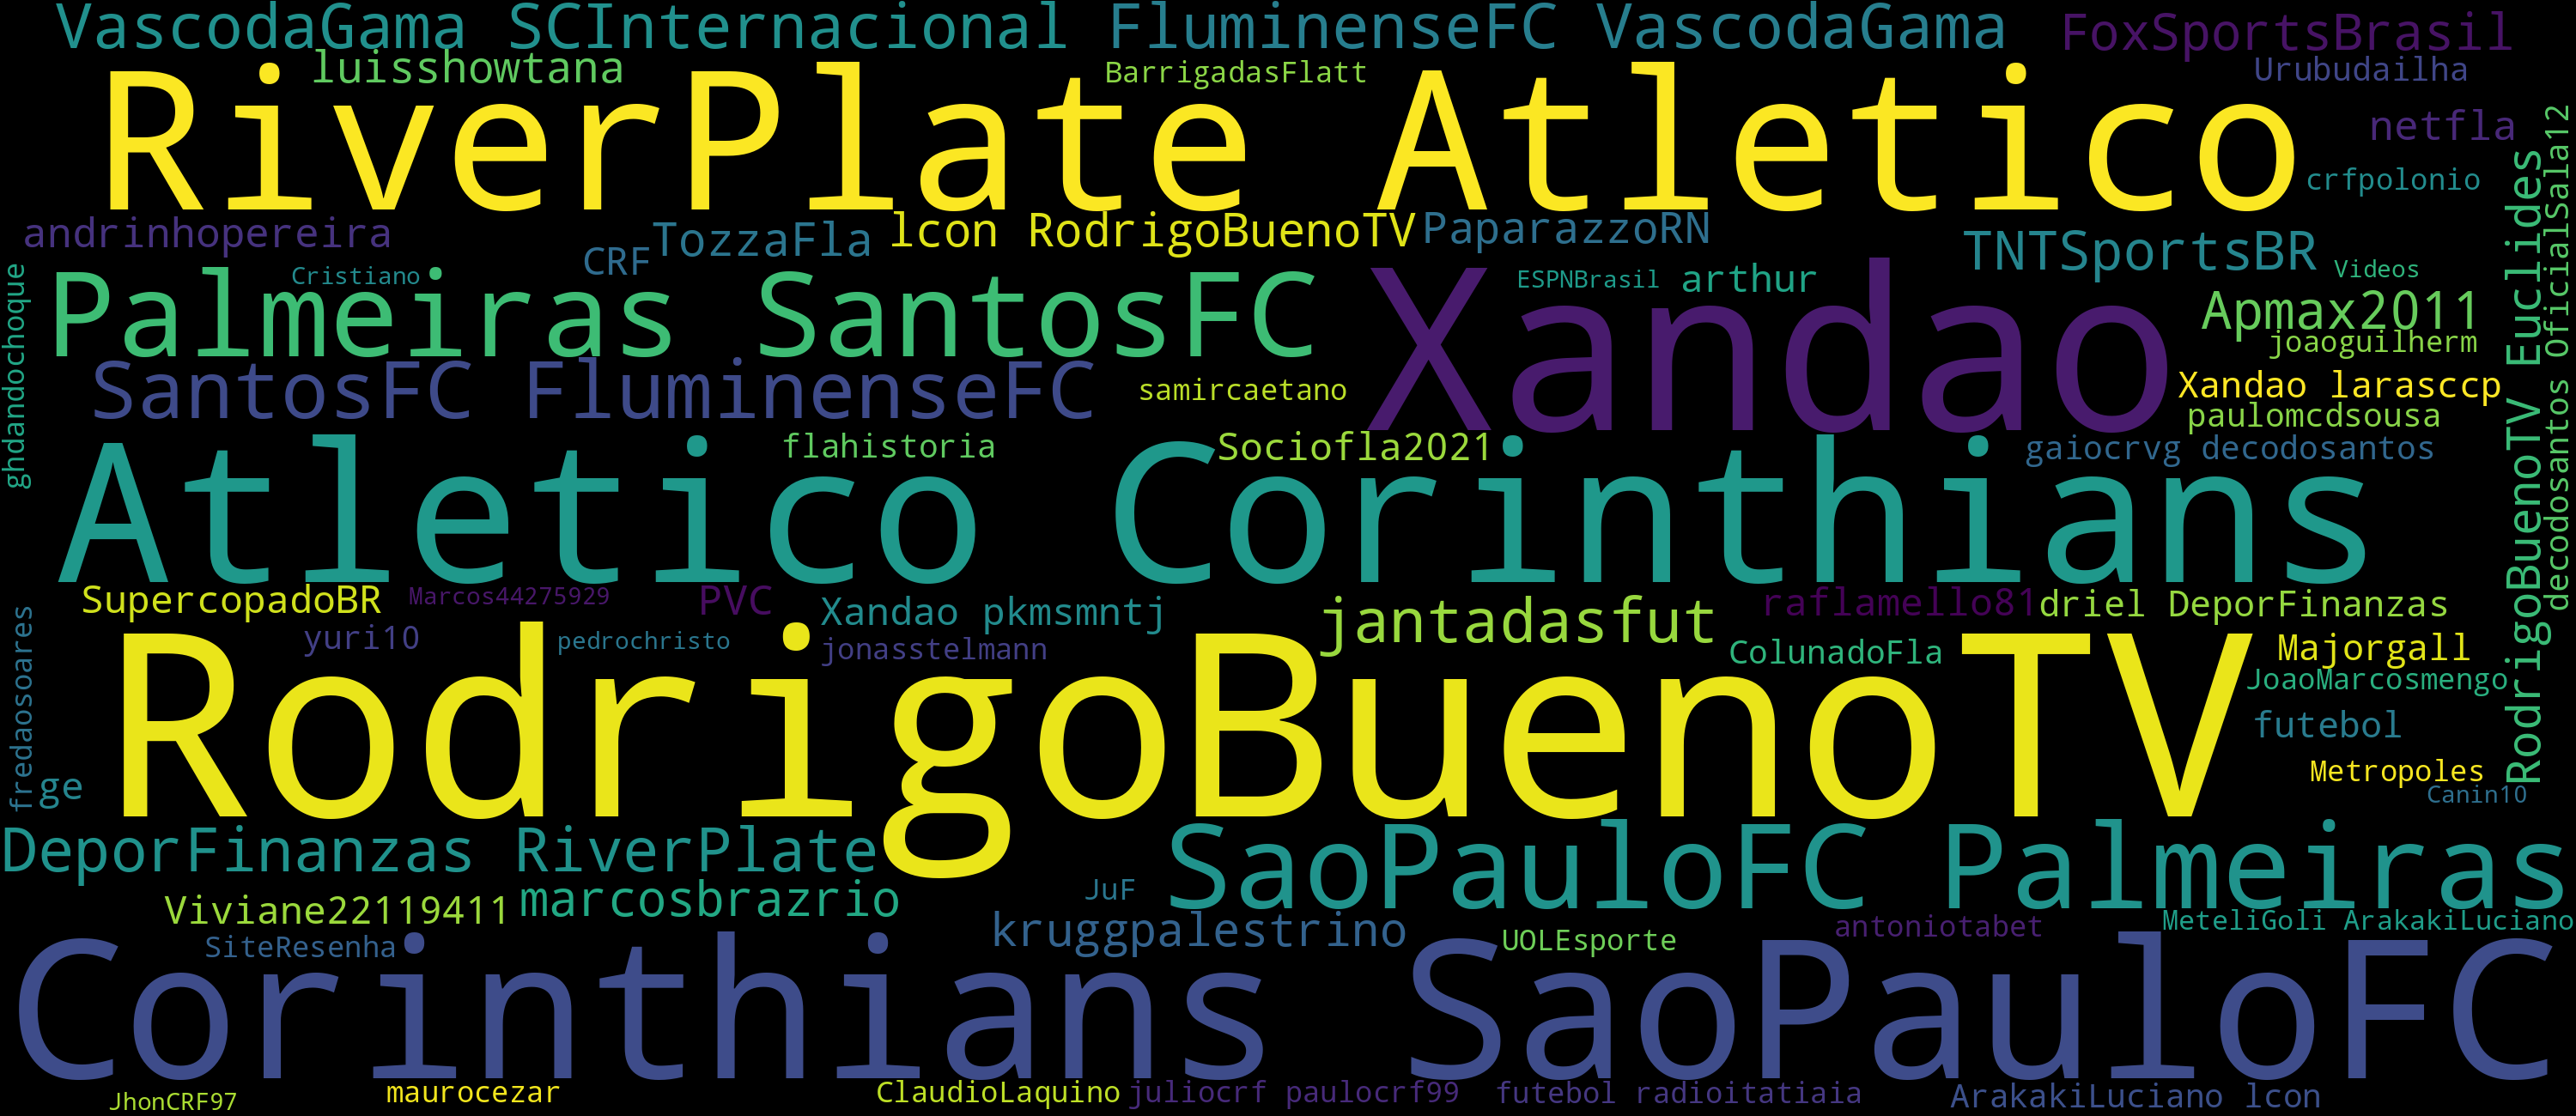 VascodaGama SCInternacional FluminenseFC VascodaGama
FoxSportsBrasil
luisshowtana
BarrigadasFlatt
Urubudailha
RiverPlate Atletico
netfla
crfpolonio
andrinhopereira
CRF
TozzaFla
lcon RodrigoBuenoTV
PaparazzoRN
TNTSportsBR
Cristiano
ESPNBrasil
arthur
Videos
Palmeiras SantosFC
Xandao
Apmax2011
joaoguilherm
SantosFC FluminenseFC
samircaetano
Xandao larasccp
paulomcdsousa
flahistoria
Sociofla2021
gaiocrvg decodosantos
Atletico Corinthians
SupercopadoBR
Marcos44275929
PVC
Xandao pkmsmntj
jantadasfut
raflamello81
driel DeporFinanzas
yuri10
pedrochristo
jonasstelmann
ColunadoFla
Majorgall
JoaoMarcosmengo
RodrigoBuenoTV
futebol
Metropoles
Canin10
ge
DeporFinanzas RiverPlate
SaoPauloFC Palmeiras
Viviane22119411
marcosbrazrio
JuF
kruggpalestrino
UOLEsporte
antoniotabet
MeteliGoli ArakakiLuciano
SiteResenha
Corinthians SaoPauloFC
JhonCRF97
maurocezar
ClaudioLaquino
juliocrf paulocrf99
futebol radioitatiaia
ArakakiLuciano lcon
ghdandochoque
fredaosoares
RodrigoBuenoTV Euclides
decodosantos OficialSala12